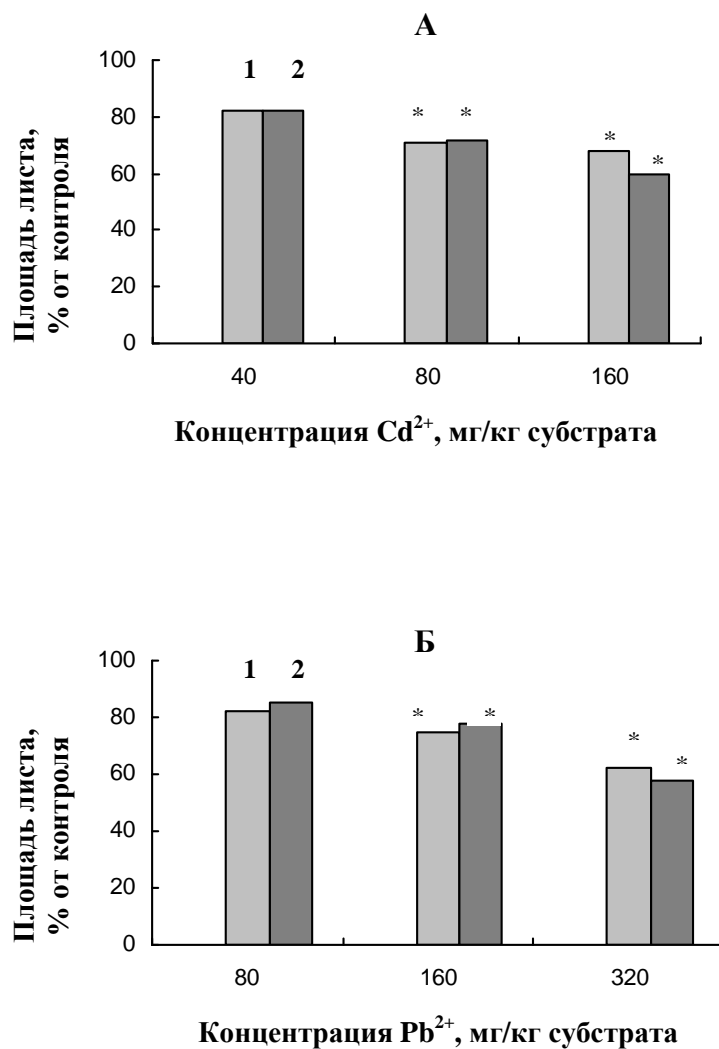 А
Площадь листа,
% от контроля
100
80
60
40
20
0
1 2
* *
* *
40 80 160
Концентрация Cd²⁺, мг/кг субстрата
Б
Площадь листа,
% от контроля
100
80
60
40
20
0
1 2
* *
* *
80 160 320
Концентрация Pb²⁺, мг/кг субстрата